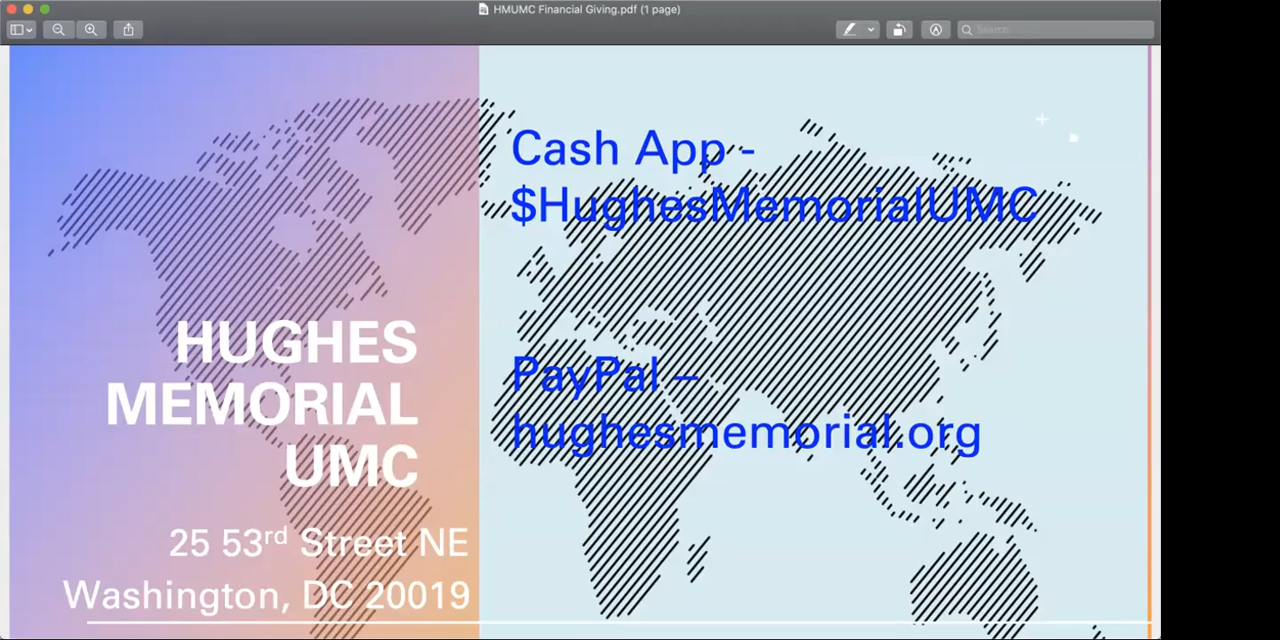 HMUMC Financial Giving.pdf (1 page)
Search
HUGHES
MEMORIAL
UMC
25 53rd Street NE
Washington, DC 20019
Cash App -
$HughesMemorialUMC
PayPal –
hughesmemorial.org